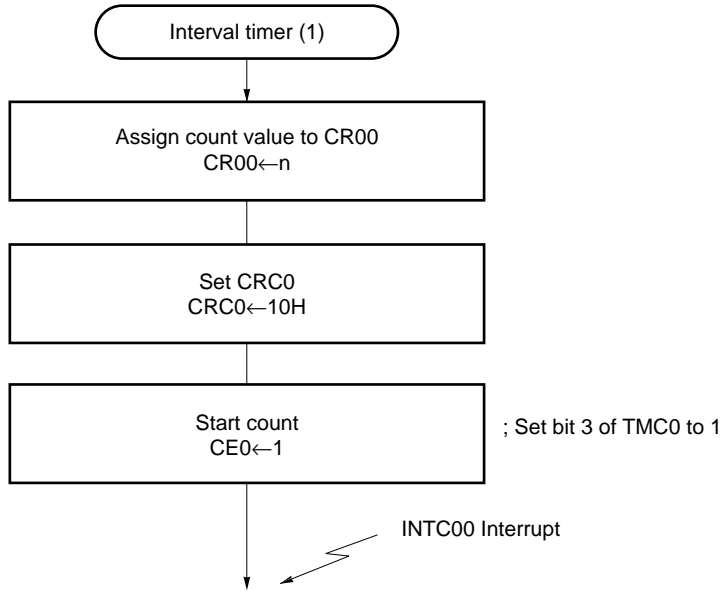 Interval timer (1)
Assign count value to CR00
CR00←n
Set CRC0
CRC0←10H
Start count
CE0←1
; Set bit 3 of TMC0 to 1
INTC00 Interrupt